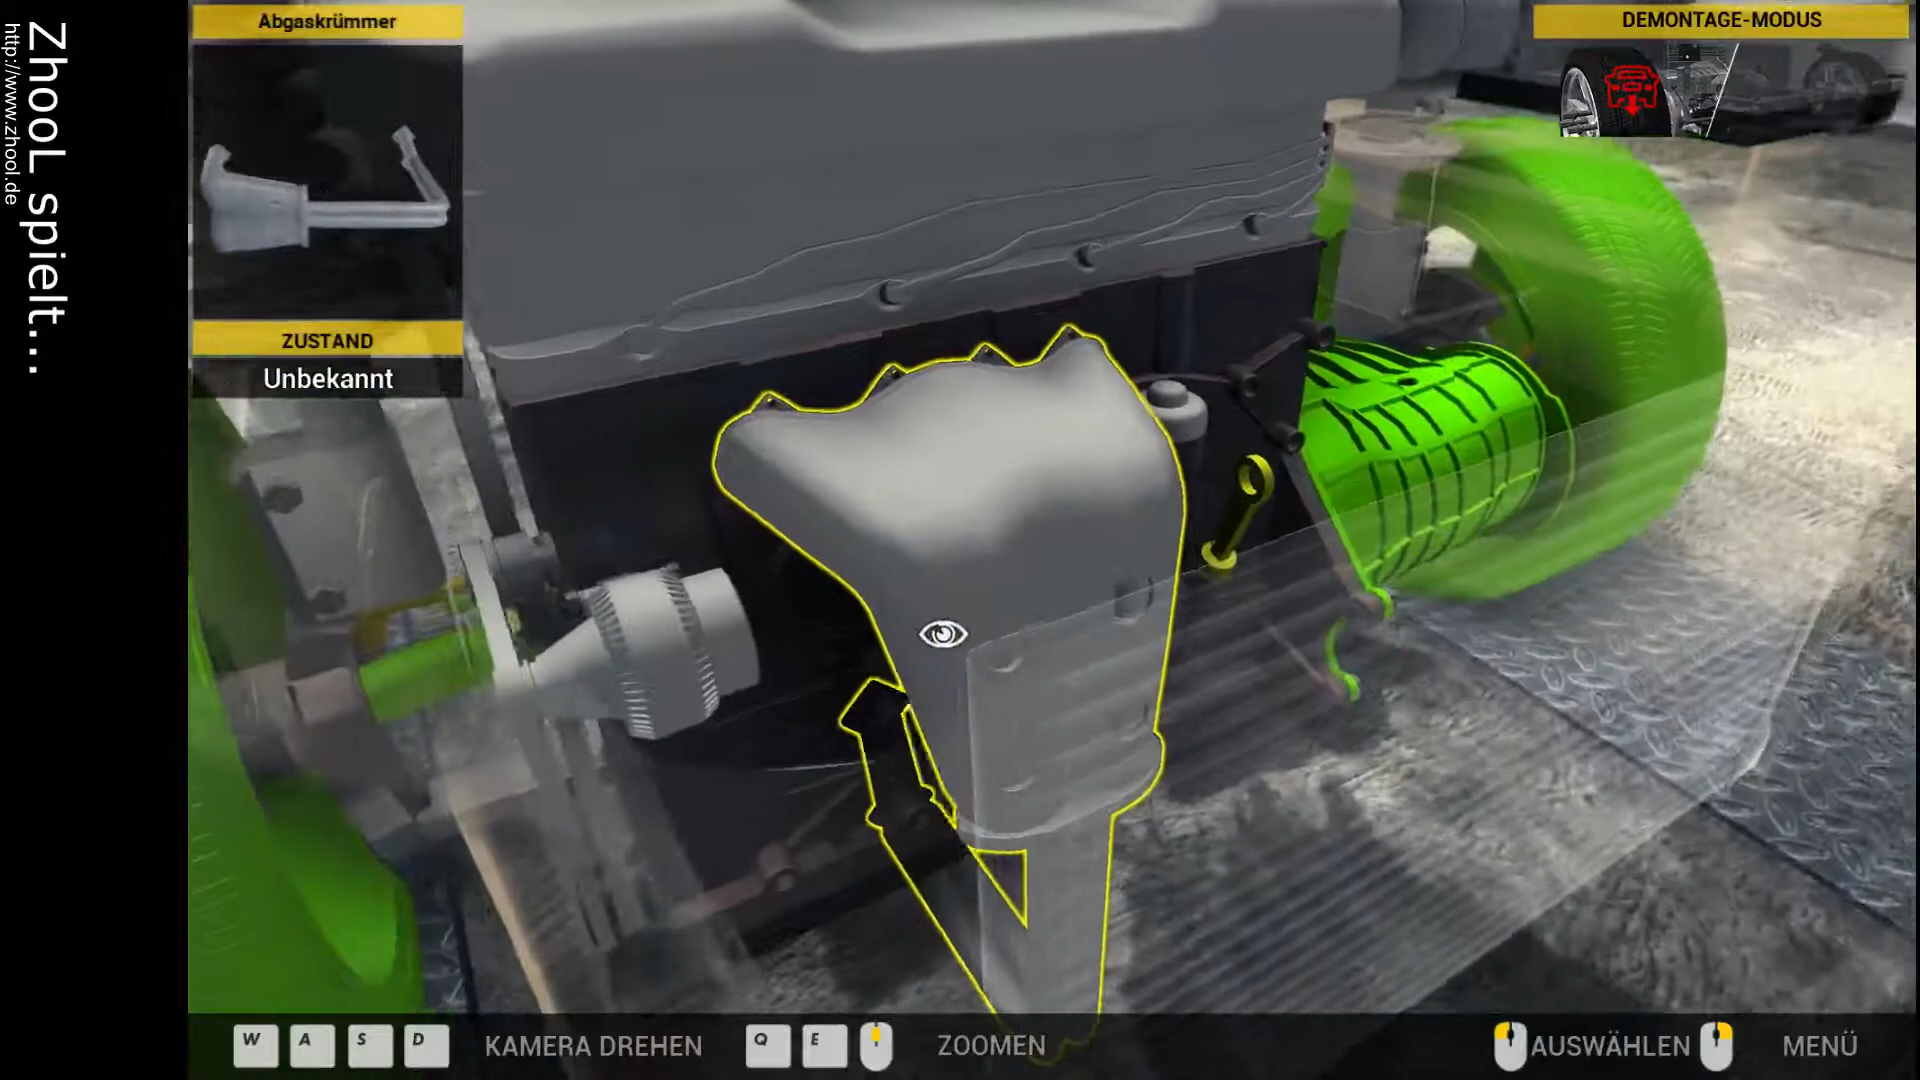 ZhooL spielt...
http://www.zhool.de
Abgaskrümmer
ZUSTAND
Unbekannt
DEMONTAGE-MODUS
W A S D KAMERA DREHEN Q E ZOOMEN AUSWÄHLEN MENÜ